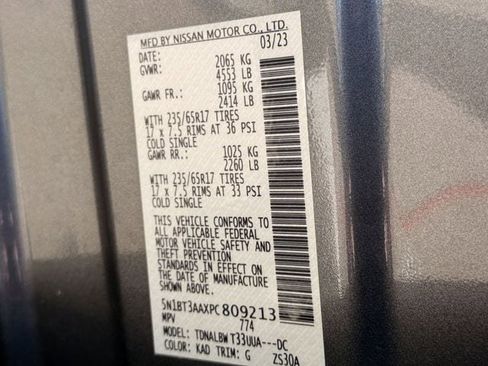 MFD BY NISSAN MOTOR CO., LTD.
DATE: 03/23
GVWR: 2065 KG
4553 LB
GAWR FR.: 1095 KG
2414 LB
WITH 235/65R17 TIRES
17 x 7.5 RIMS AT 36 PSI
COLD SINGLE
GAWR RR.: 1025 KG
2260 LB
WITH 235/65R17 TIRES
17 x 7.5 RIMS AT 33 PSI
COLD SINGLE
THIS VEHICLE CONFORMS TO
ALL APPLICABLE FEDERAL
MOTOR VEHICLE SAFETY AND
THEFT PREVENTION
STANDARDS IN EFFECT ON
THE DATE OF MANUFACTURE
SHOWN ABOVE.
5N1BT3AAXPC809213
MPV 774
MODEL: TDNALBW T33UUA---DC
COLOR: KAD TRIM: G ZS30A